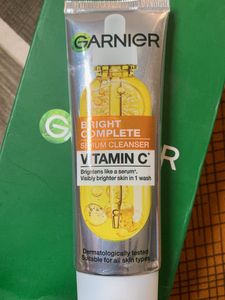 GARNIER
BRIGHT
COMPLETE
SERUM CLEANSER
VITAMIN C*
Brightens like a serum*.
Visibly brighter skin in 1 wash
Dermatologically tested
Suitable for all skin types
G
R